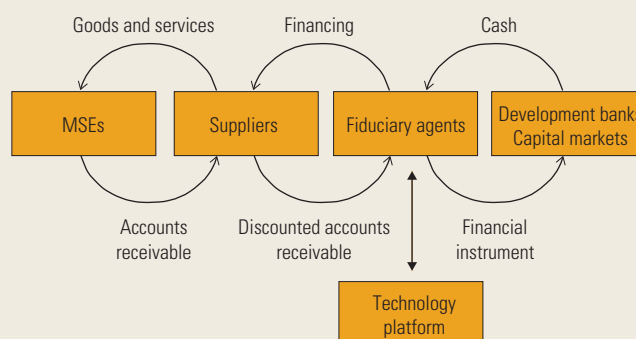 Goods and services
Financing
Cash
MSEs
Suppliers
Fiduciary agents
Development banks
Capital markets
Accounts
receivable
Discounted accounts
receivable
Financial
instrument
Technology
platform